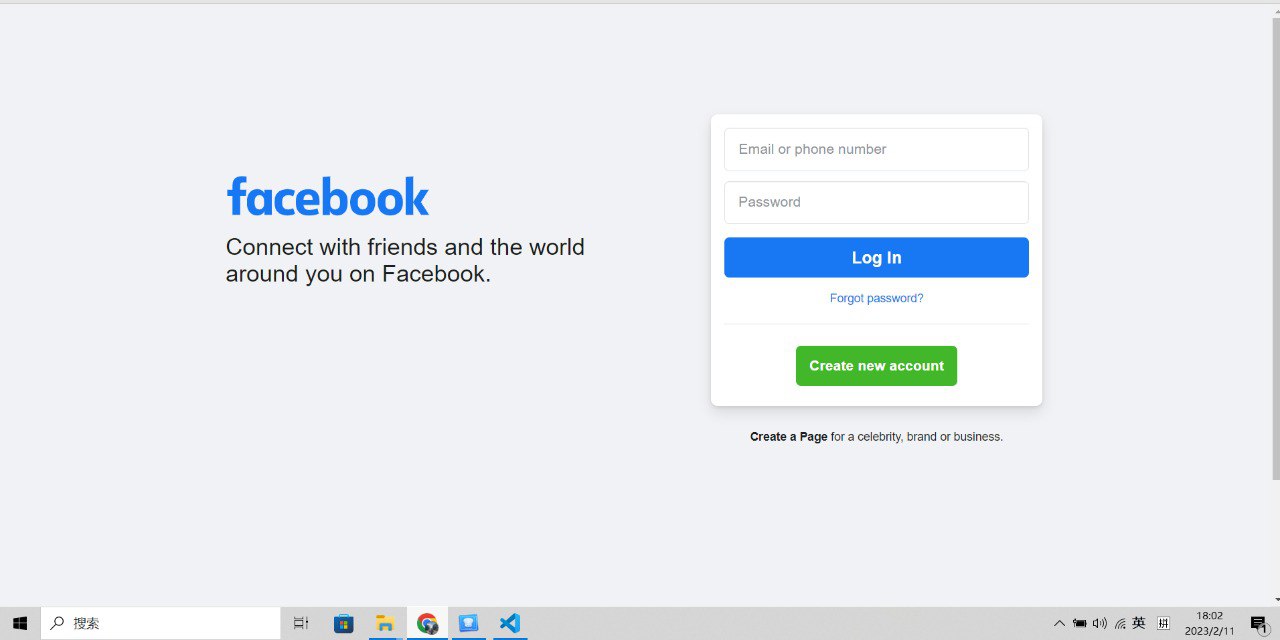 facebook
Connect with friends and the world
around you on Facebook.
Email or phone number
Password
Log In
Forgot password?
Create new account
Create a Page for a celebrity, brand or business.
搜索
英
拼
18:02
2023/2/11
1